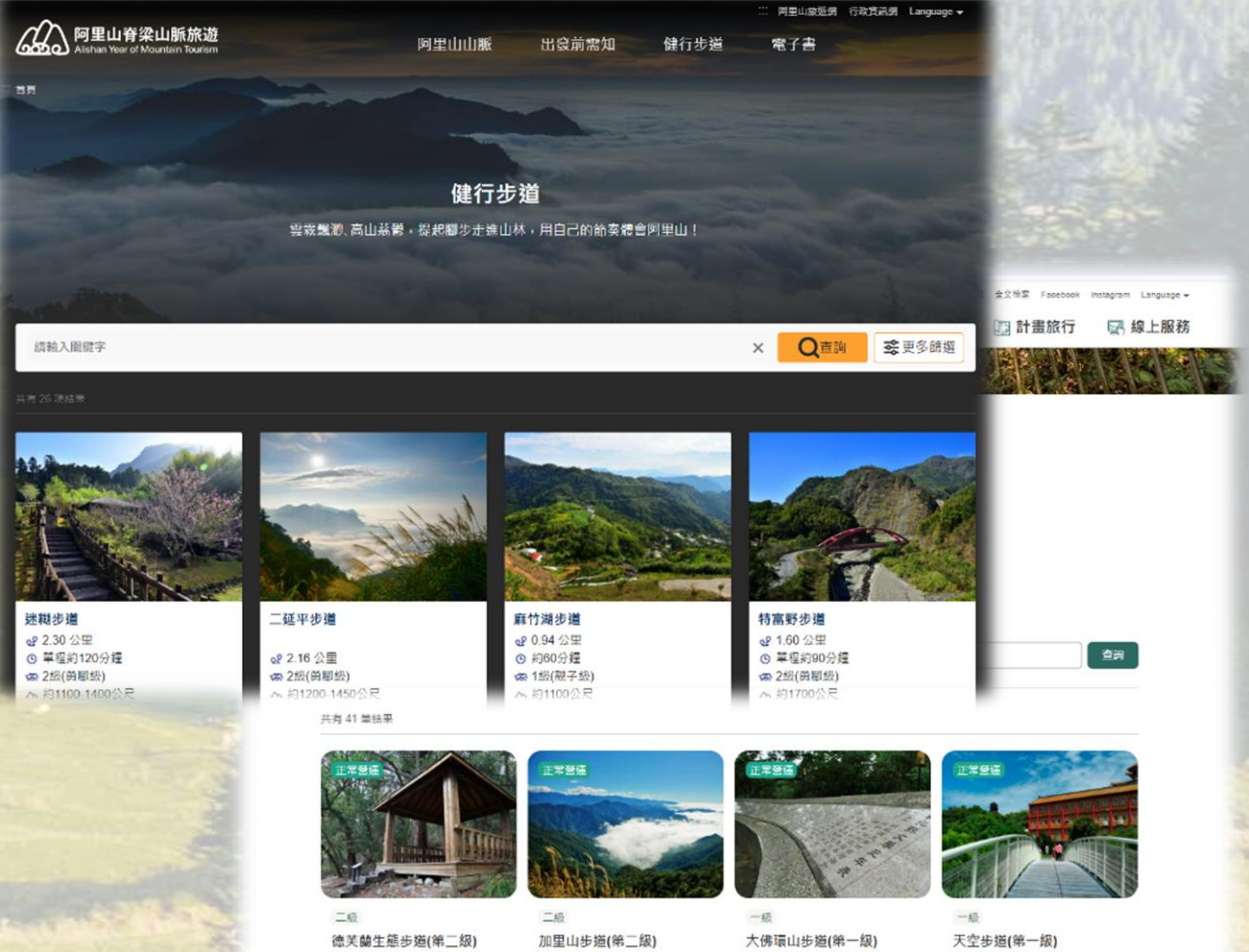 阿里山旅遊網 行政資訊網 Language
阿里山脊梁山脈旅遊
Alishan Year of Mountain Tourism
阿里山山脈 出發前需知 健行步道 電子書
首頁
健行步道
雲霧飄渺、高山蓊鬱，從起腳步走進山林，用自己的節奏體會阿里山！
全文檢索 Facebook Instagram Language
計畫旅行 線上服務
請輸入關鍵字 × 查詢 更多篩選
共有 26 項結果
迷糊步道
2.30 公里
單程約120分鐘
2級(勇腳級)
約1100-1400公尺
二延平步道
2.16 公里
2級(勇腳級)
約1200-1450公尺
麻竹湖步道
0.94 公里
約60分鐘
1級(親子級)
約1100公尺
特富野步道
1.60 公里
單程約90分鐘
2級(勇腳級)
約1700公尺
查詢
共有 41 筆結果
正常營運
二級
德芙蘭生態步道(第二級)
正常營運
二級
加里山步道(第二級)
正常營運
一級
大佛環山步道(第一級)
正常營運
一級
天空步道(第一級)